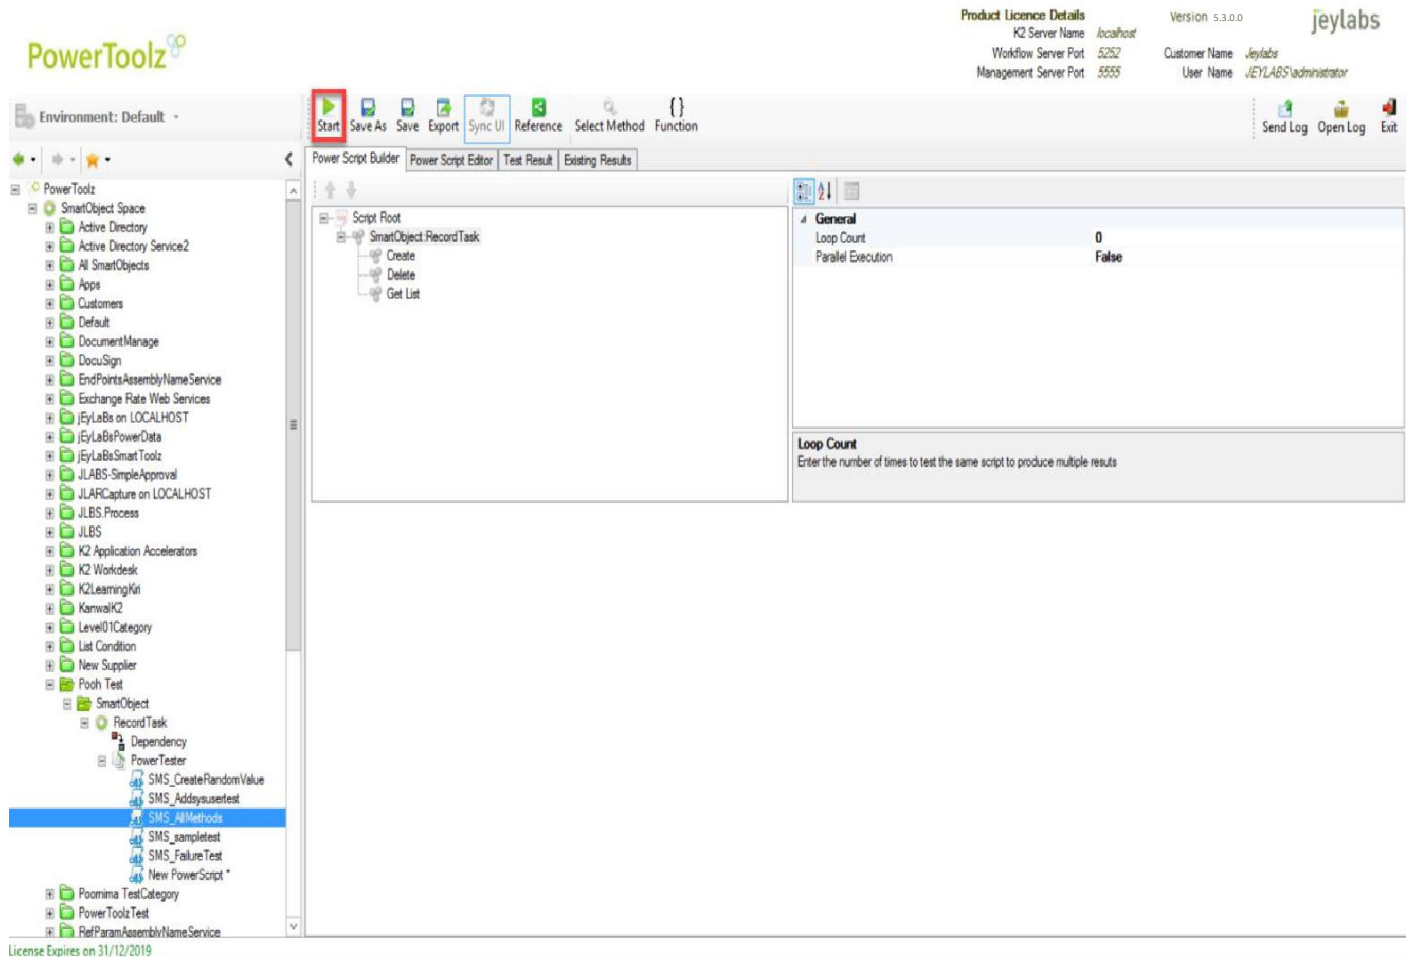 Product Licence Details
Version 5.3.0.0
jeylabs
K2 Server Name localhost
PowerToolz
Workflow Server Port 5252 Customer Name Jeylabs
Management Server Port 5555 User Name JEYLABS\administrator
Environment: Default
Start Save As Save Export Sync UI Reference Select Method Function
{ }
Send Log Open Log Exit
Power Script Builder Power Script Editor Test Result Existing Results
PowerToolz
SmartObject Space
Active Directory
Active Directory Service2
All SmartObjects
Apps
Customers
Default
DocumentManage
DocuSign
EndPointsAssemblyNameService
Exchange Rate Web Services
jEyLaBs on LOCALHOST
jEyLaBsPowerData
jEyLaBsSmartToolz
JLABS-SimpleApproval
JLARCapture on LOCALHOST
JLBS.Process
JLBS
K2 Application Accelerators
K2 Workdesk
K2LearningKiri
KanwalK2
Level01Category
List Condition
New Supplier
Pooh Test
SmartObject
RecordTask
Dependency
PowerTester
SMS_CreateRandomValue
SMS_Addsysusertest
SMS_AllMethods
SMS_sampletest
SMS_FailureTest
New PowerScript *
Poornima TestCategory
PowerToolzTest
RefParamAssemblyNameService
License Expires on 31/12/2019
Script Root
SmartObject:RecordTask
Create
Delete
Get List
General
Loop Count 0
Parallel Execution False
Loop Count
Enter the number of times to test the same script to produce multiple resuts